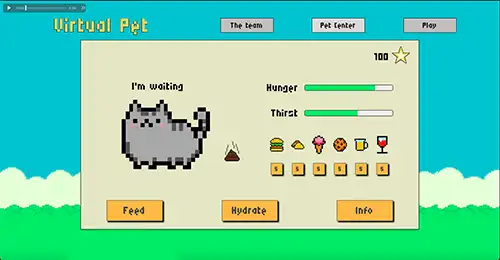 Virtual Pet
The team
Pet Center
Play
100
I'm waiting
Hunger
Thirst
5 5 5 5 5 5
Feed
Hydrate
Info